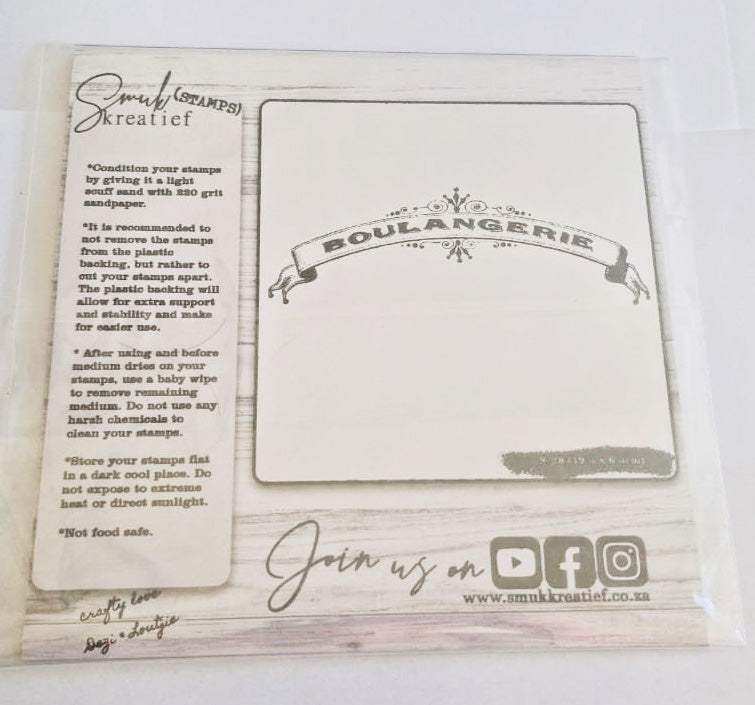 Smuk (STAMPS)
kreatief
*Condition your stamps
by giving it a light
scuff sand with 220 grit
sandpaper.
*It is recommended to
not remove the stamps
from the plastic
backing, but rather to
cut your stamps apart.
The plastic backing will
allow for extra support
and stability and make
for easier use.
* After using and before
medium dries on your
stamps, use a baby wipe
to remove remaining
medium. Do not use any
harsh chemicals to
clean your stamps.
*Store your stamps flat
in a dark cool place. Do
not expose to extreme
heat or direct sunlight.
*Not food safe.
crafty love
BOULANGERIE
Join us on
www.smukkreatief.co.za